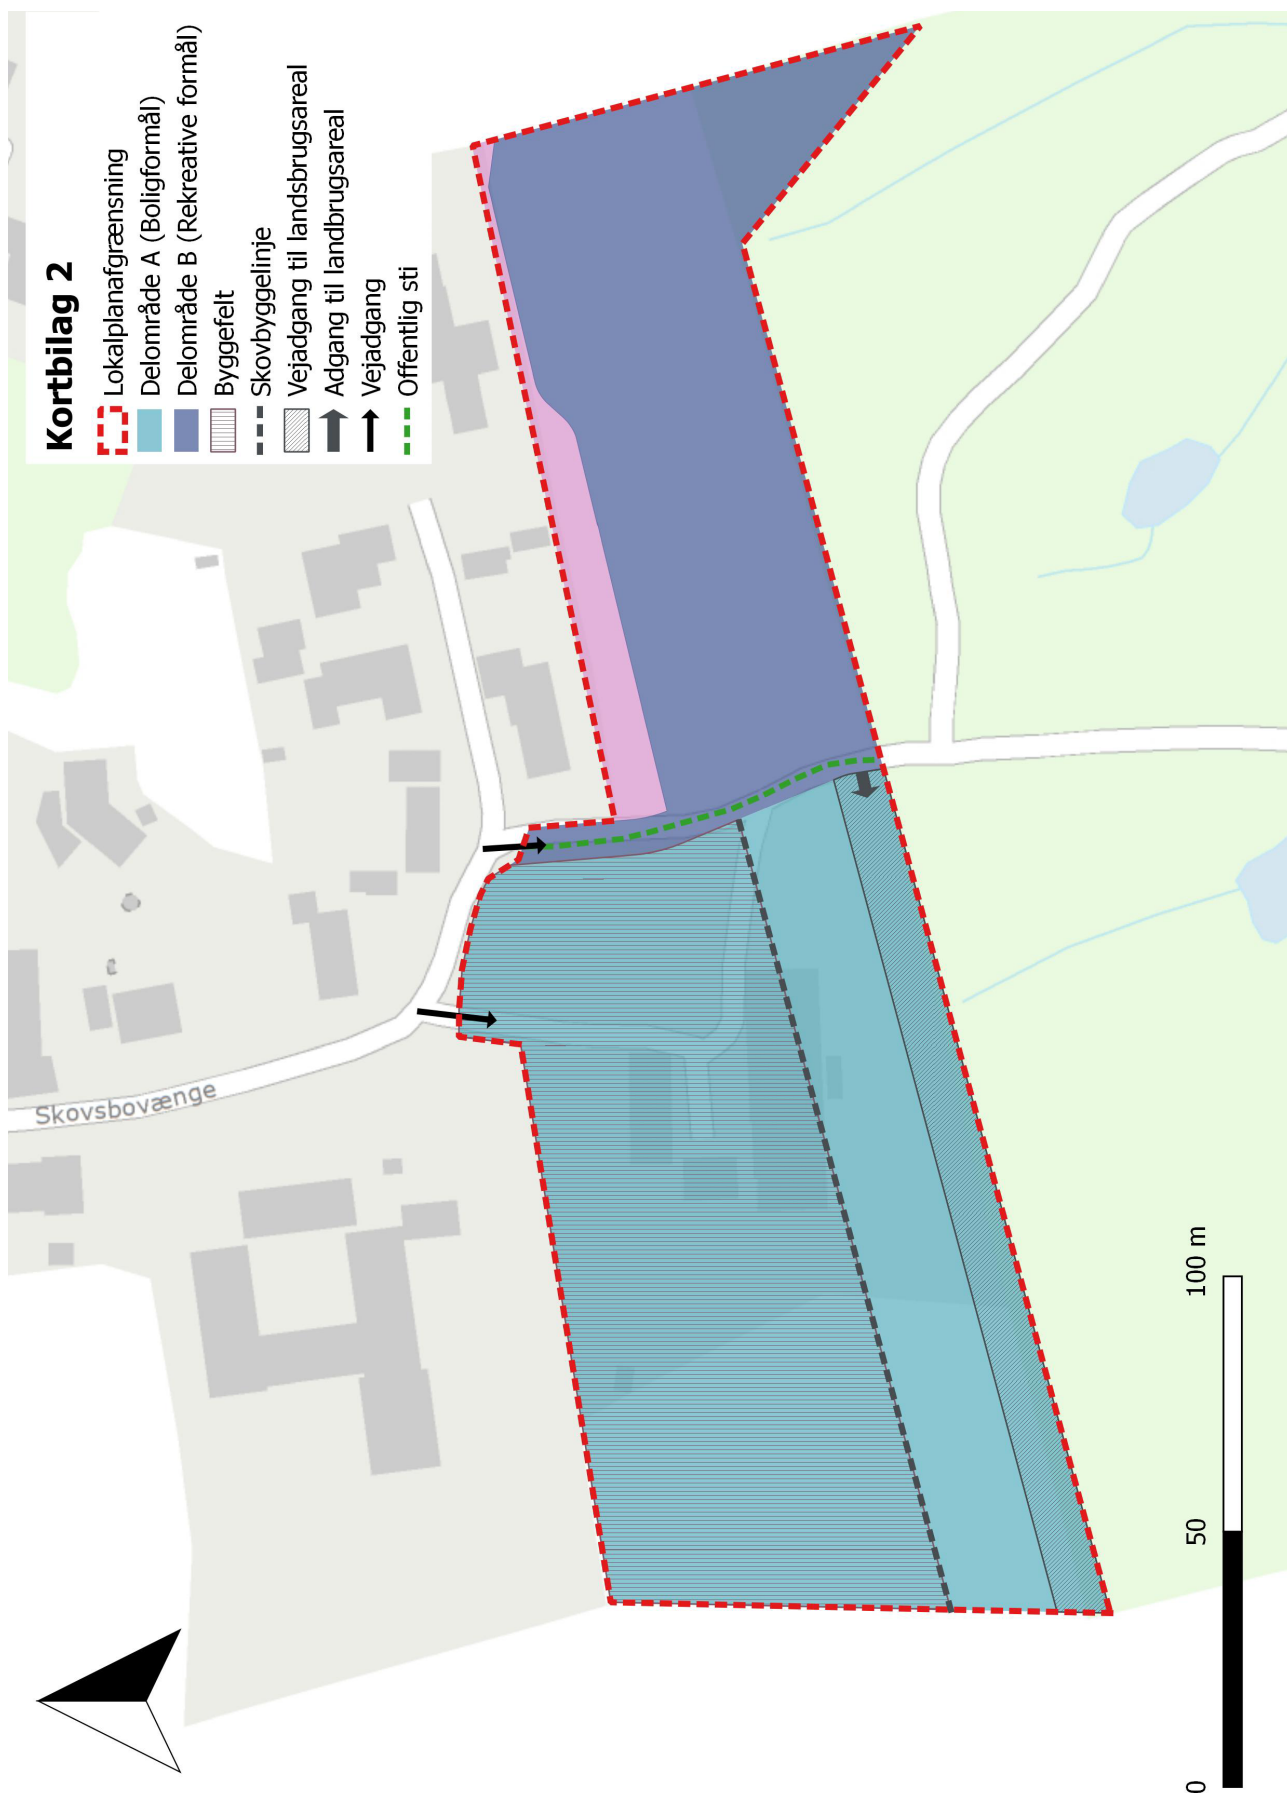 Kortbilag 2
Lokalplanafgrænsning
Delområde A (Boligformål)
Delområde B (Rekreative formål)
Byggefelt
Skovbyggelinje
Vejadgang til landsbrugsareal
Adgang til landbrugsareal
Vejadgang
Offentlig sti
Skovsbovænge
0 50 100 m